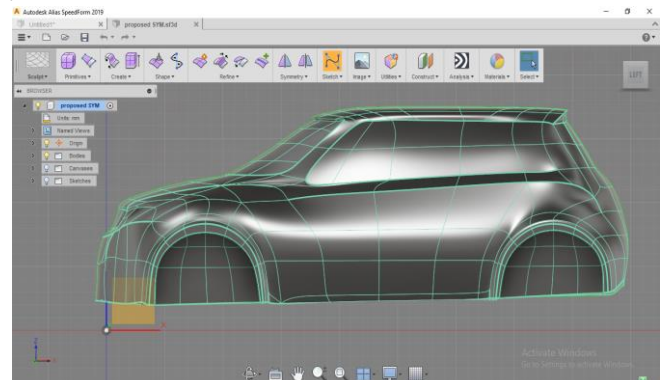 Autodesk Alias SpeedForm 2019
Untitled1*
proposed SYM.sf3d
Sculpt
Primitives
Create
Shape
Refine
Symmetry
Sketch
Image
Utilities
Construct
Analysis
Materials
Select
LEFT
BROWSER
proposed SYM
Units: mm
Named Views
Origin
Bodies
Canvases
Sketches
Z
X
Activate Windows
Go to Settings to activate Windows.